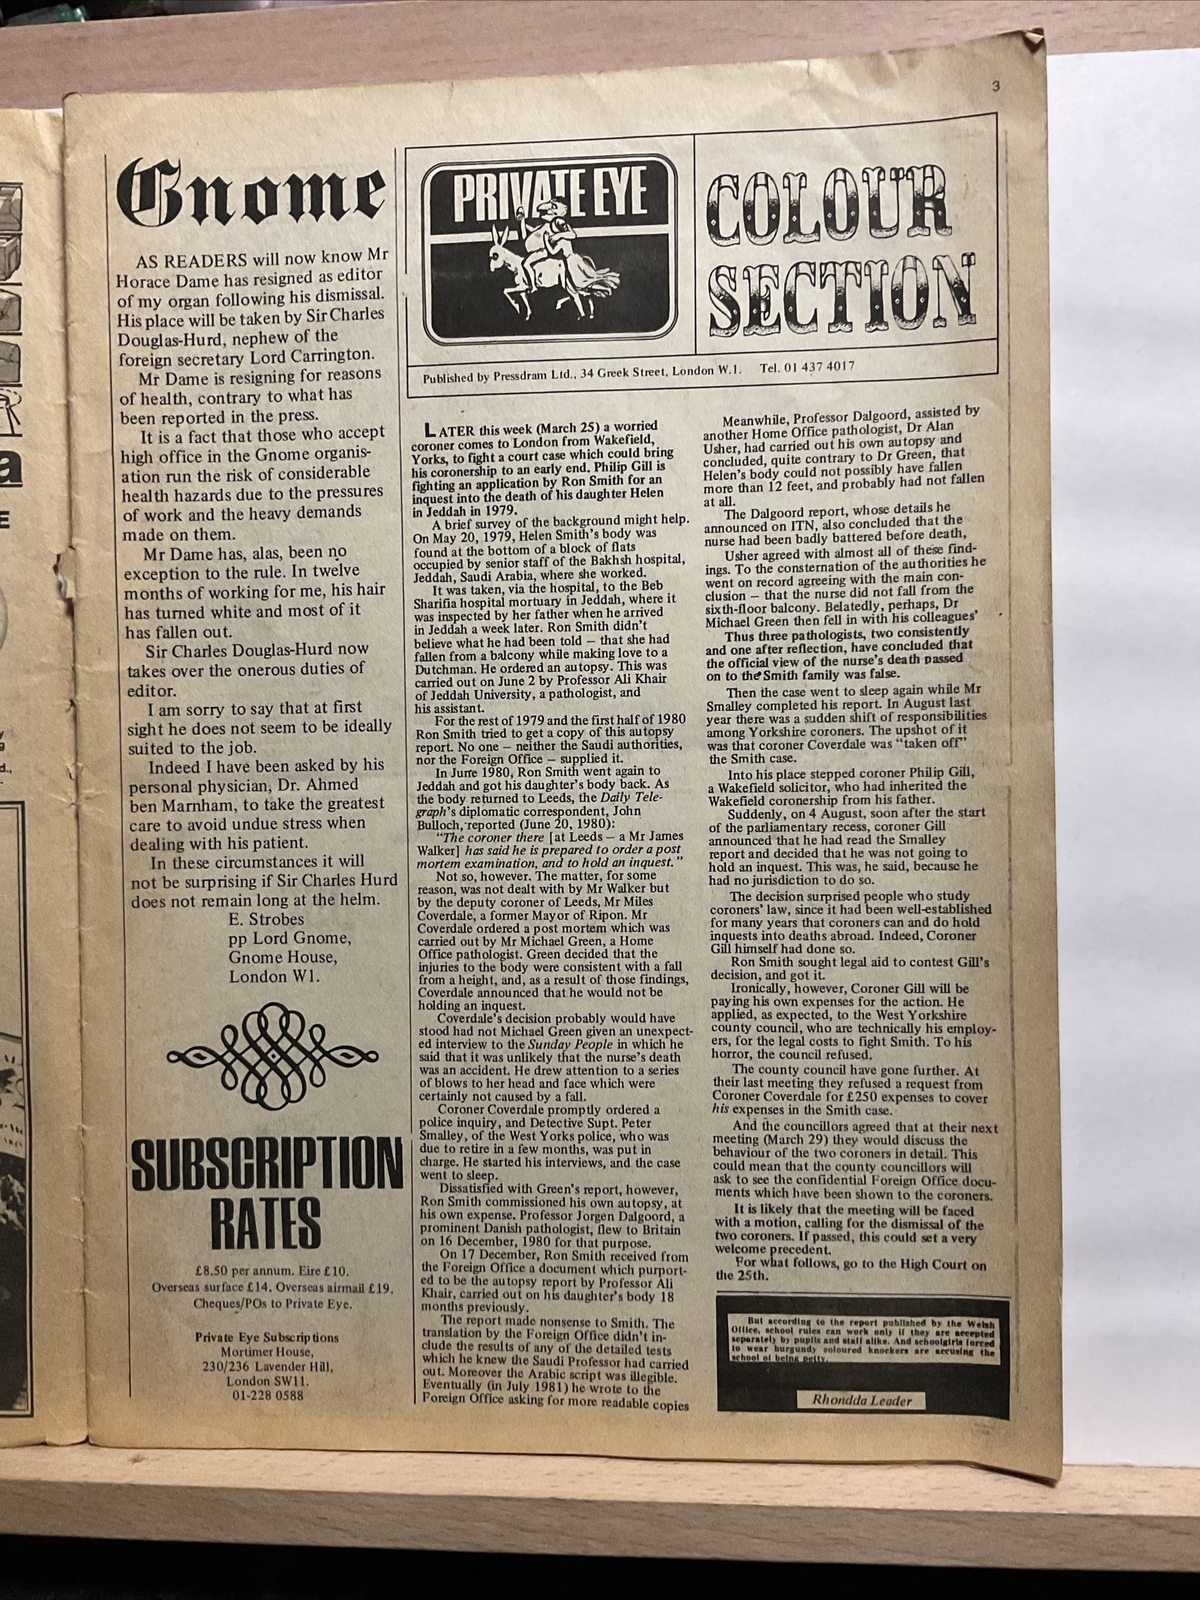 3
Gnome
AS READERS will now know Mr
Horace Dame has resigned as editor
of my organ following his dismissal.
His place will be taken by Sir Charles
Douglas-Hurd, nephew of the
foreign secretary Lord Carrington.
Mr Dame is resigning for reasons
of health, contrary to what has
been reported in the press.
It is a fact that those who accept
high office in the Gnome organis-
ation run the risk of considerable
health hazards due to the pressures
of work and the heavy demands
made on them.
Mr Dame has, alas, been no
exception to the rule. In twelve
months of working for me, his hair
has turned white and most of it
has fallen out.
Sir Charles Douglas-Hurd now
takes over the onerous duties of
editor.
I am sorry to say that at first
sight he does not seem to be ideally
suited to the job.
Indeed I have been asked by his
personal physician, Dr. Ahmed
ben Marnham, to take the greatest
care to avoid undue stress when
dealing with his patient.
In these circumstances it will
not be surprising if Sir Charles Hurd
does not remain long at the helm.
E. Strobes
pp Lord Gnome,
Gnome House,
London W1.
SUBSCRIPTION
RATES
£8.50 per annum. Eire £10.
Overseas surface £14. Overseas airmail £19.
Cheques/POs to Private Eye.
Private Eye Subscriptions
Mortimer House,
230/236 Lavender Hill,
London SW11.
01-228 0588
PRIVATE EYE
COLOUR
SECTION
Published by Pressdram Ltd., 34 Greek Street, London W.1. Tel. 01 437 4017
LATER this week (March 25) a worried
coroner comes to London from Wakefield,
Yorks, to fight a court case which could bring
his coronership to an early end. Philip Gill is
fighting an application by Ron Smith for an
inquest into the death of his daughter Helen
in Jeddah in 1979.
A brief survey of the background might help.
On May 20, 1979, Helen Smith's body was
found at the bottom of a block of flats
occupied by senior staff of the Bakhsh hospital,
Jeddah, Saudi Arabia, where she worked.
It was taken, via the hospital, to the Beb
Sharifia hospital mortuary in Jeddah, where it
was inspected by her father when he arrived
in Jeddah a week later. Ron Smith didn't
believe what he had been told – that she had
fallen from a balcony while making love to a
Dutchman. He ordered an autopsy. This was
carried out on June 2 by Professor Ali Khair
of Jeddah University, a pathologist, and
his assistant.
For the rest of 1979 and the first half of 1980
Ron Smith tried to get a copy of this autopsy
report. No one – neither the Saudi authorities,
nor the Foreign Office – supplied it.
In June 1980, Ron Smith went again to
Jeddah and got his daughter's body back. As
the body returned to Leeds, the Daily Tele-
graph's diplomatic correspondent, John
Bulloch, reported (June 20, 1980):
"The coroner there [at Leeds – a Mr James
Walker] has said he is prepared to order a post
mortem examination, and to hold an inquest."
Not so, however. The matter, for some
reason, was not dealt with by Mr Walker but
by the deputy coroner of Leeds, Mr Miles
Coverdale, a former Mayor of Ripon. Mr
Coverdale ordered a post mortem which was
carried out by Mr Michael Green, a Home
Office pathologist. Green decided that the
injuries to the body were consistent with a fall
from a height, and, as a result of those findings,
Coverdale announced that he would not be
holding an inquest.
Coverdale's decision probably would have
stood had not Michael Green given an unexpect-
ed interview to the Sunday People in which he
said that it was unlikely that the nurse's death
was an accident. He drew attention to a series
of blows to her head and face which were
certainly not caused by a fall.
Coroner Coverdale promptly ordered a
police inquiry, and Detective Supt. Peter
Smalley, of the West Yorks police, who was
due to retire in a few months, was put in
charge. He started his interviews, and the case
went to sleep.
Dissatisfied with Green's report, however,
Ron Smith commissioned his own autopsy, at
his own expense. Professor Jorgen Dalgoord, a
prominent Danish pathologist, flew to Britain
on 16 December, 1980 for that purpose.
On 17 December, Ron Smith received from
the Foreign Office a document which purport-
ed to be the autopsy report by Professor Ali
Khair, carried out on his daughter's body 18
months previously.
The report made nonsense to Smith. The
translation by the Foreign Office didn't in-
clude the results of any of the detailed tests
which he knew the Saudi Professor had carried
out. Moreover the Arabic script was illegible.
Eventually (in July 1981) he wrote to the
Foreign Office asking for more readable copies
Meanwhile, Professor Dalgoord, assisted by
another Home Office pathologist, Dr Alan
Usher, had carried out his own autopsy and
concluded, quite contrary to Dr Green, that
Helen's body could not possibly have fallen
more than 12 feet, and probably had not fallen
at all.
The Dalgoord report, whose details he
announced on ITN, also concluded that the
nurse had been badly battered before death,
Usher agreed with almost all of these find-
ings. To the consternation of the authorities he
went on record agreeing with the main con-
clusion – that the nurse did not fall from the
sixth-floor balcony. Belatedly, perhaps, Dr
Michael Green then fell in with his colleagues'
Thus three pathologists, two consistently
and one after reflection, have concluded that
the official view of the nurse's death passed
on to the Smith family was false.
Then the case went to sleep again while Mr
Smalley completed his report. In August last
year there was a sudden shift of responsibilities
among Yorkshire coroners. The upshot of it
was that coroner Coverdale was "taken off"
the Smith case.
Into his place stepped coroner Philip Gill,
a Wakefield solicitor, who had inherited the
Wakefield coronership from his father.
Suddenly, on 4 August, soon after the start
of the parliamentary recess, coroner Gill
announced that he had read the Smalley
report and decided that he was not going to
hold an inquest. This was, he said, because he
had no jurisdiction to do so.
The decision surprised people who study
coroners' law, since it had been well-established
for many years that coroners can and do hold
inquests into deaths abroad. Indeed, Coroner
Gill himself had done so.
Ron Smith sought legal aid to contest Gill's
decision, and got it.
Ironically, however, Coroner Gill will be
paying his own expenses for the action. He
applied, as expected, to the West Yorkshire
county council, who are technically his employ-
ers, for the legal costs to fight Smith. To his
horror, the council refused.
The county council have gone further. At
their last meeting they refused a request from
Coroner Coverdale for £250 expenses to cover
his expenses in the Smith case.
And the councillors agreed that at their next
meeting (March 29) they would discuss the
behaviour of the two coroners in detail. This
could mean that the county councillors will
ask to see the confidential Foreign Office docu-
ments which have been shown to the coroners.
It is likely that the meeting will be faced
with a motion, calling for the dismissal of the
two coroners. If passed, this could set a very
welcome precedent.
For what follows, go to the High Court on
the 25th.
But according to the report published by the Welsh
Office, school rules can work only if they are accepted
separately by pupils and staff alike. And schoolgirls forced
to wear burgundy coloured knockers are accusing the
school of being petty.
Rhondda Leader